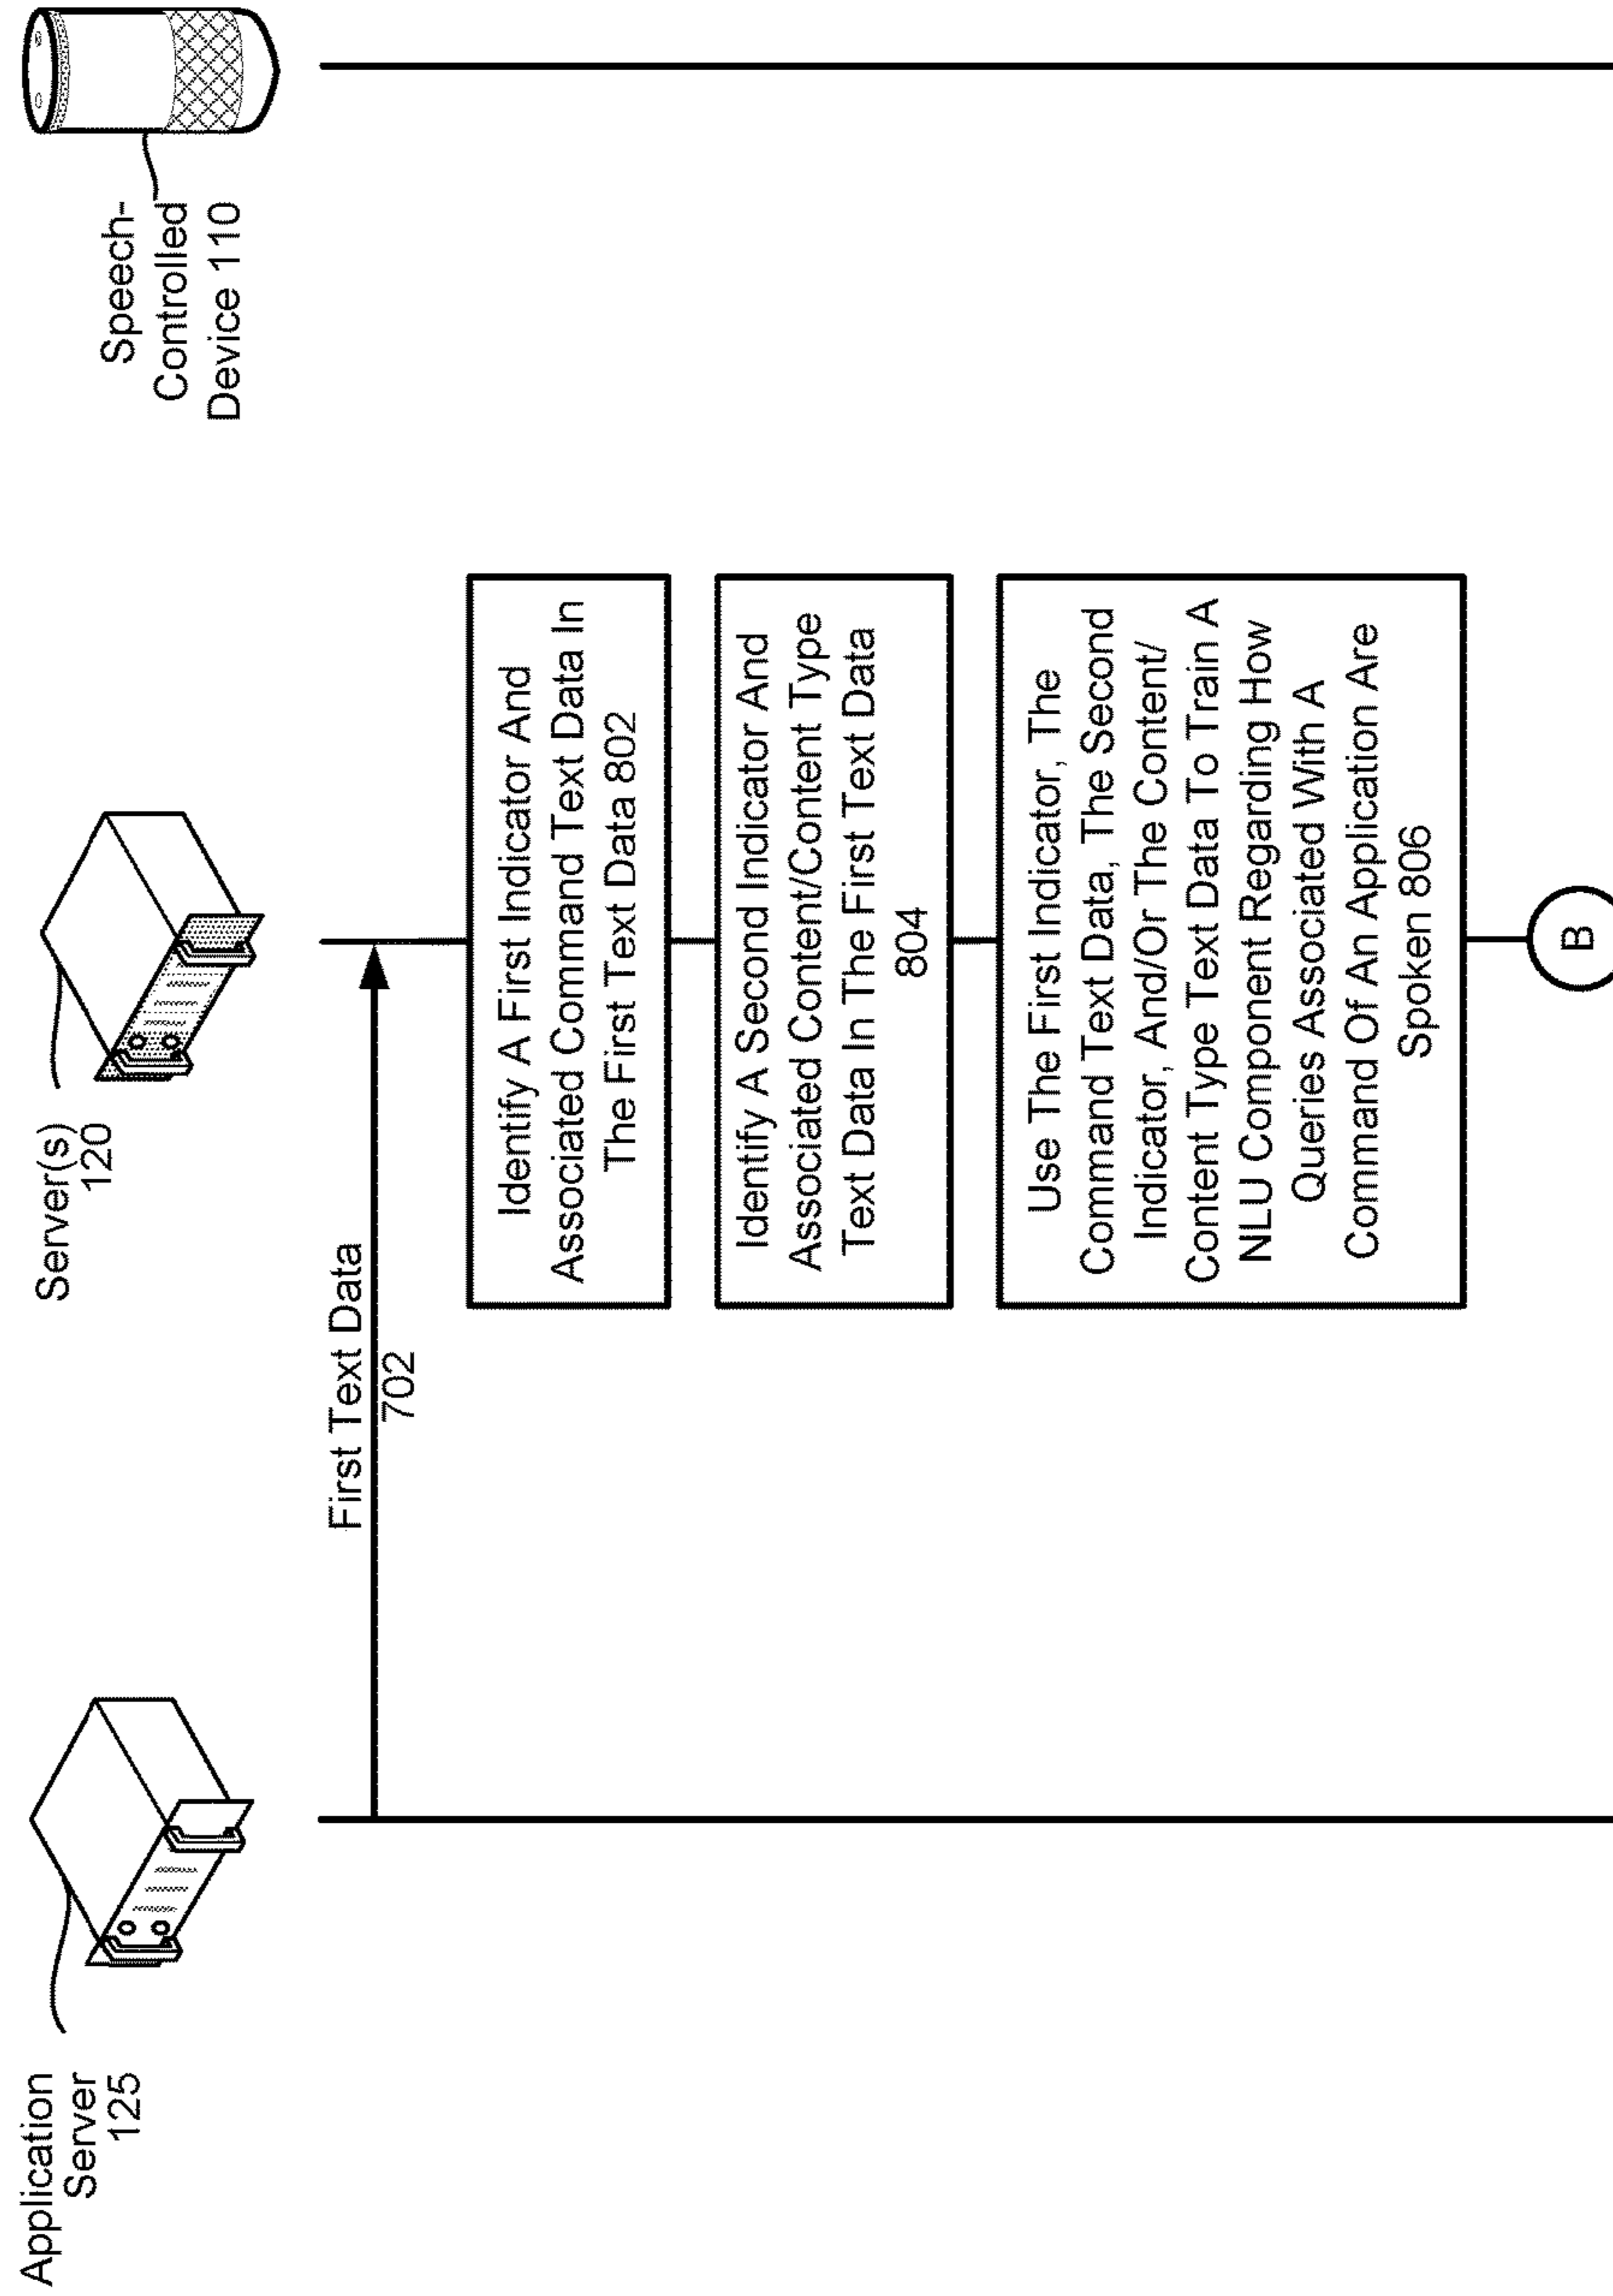 Application
Server
125
Server(s)
120
Speech-
Controlled
Device 110
First Text Data
702
Identify A First Indicator And
Associated Command Text Data In
The First Text Data 802
Identify A Second Indicator And
Associated Content/Content Type
Text Data In The First Text Data
804
Use The First Indicator, The
Command Text Data, The Second
Indicator, And/Or The Content/
Content Type Text Data To Train A
NLU Component Regarding How
Queries Associated With A
Command Of An Application Are
Spoken 806
B